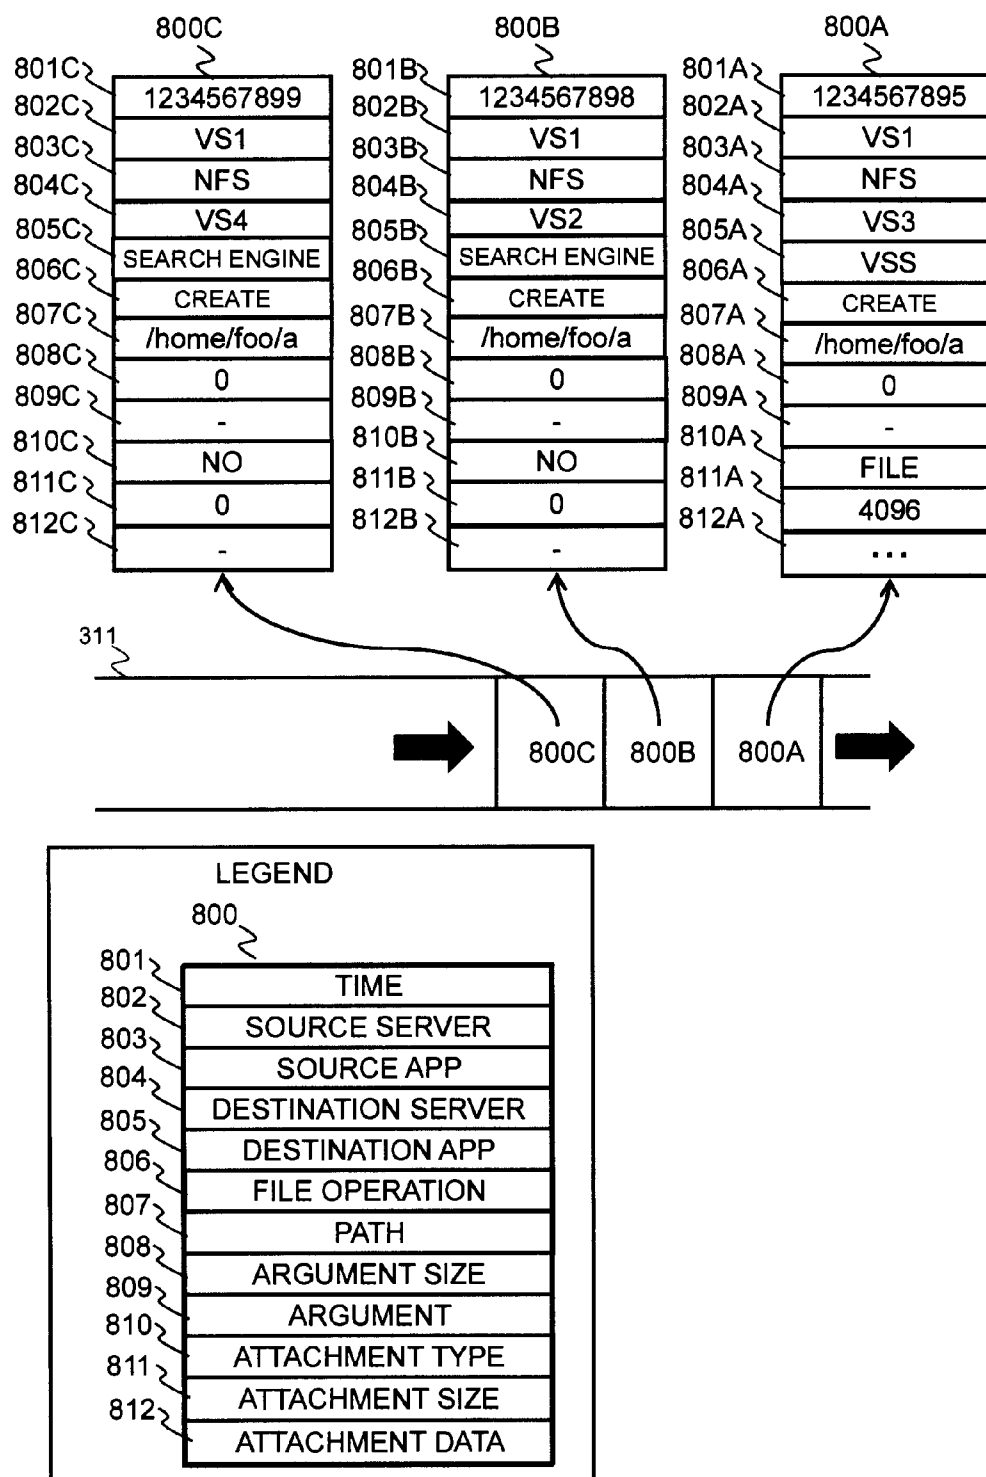 800C 800B 800A
801C 1234567899 801B 1234567898 801A 1234567895
802C VS1 802B VS1 802A VS1
803C NFS 803B NFS 803A NFS
804C VS4 804B VS2 804A VS3
805C SEARCH ENGINE 805B SEARCH ENGINE 805A VSS
806C CREATE 806B CREATE 806A CREATE
807C /home/foo/a 807B /home/foo/a 807A /home/foo/a
808C 0 808B 0 808A 0
809C - 809B - 809A -
810C NO 810B NO 810A FILE
811C 0 811B 0 811A 4096
812C - 812B - 812A ...
311
800C 800B 800A
LEGEND
800
801 TIME
802 SOURCE SERVER
803 SOURCE APP
804 DESTINATION SERVER
805 DESTINATION APP
806 FILE OPERATION
807 PATH
808 ARGUMENT SIZE
809 ARGUMENT
810 ATTACHMENT TYPE
811 ATTACHMENT SIZE
812 ATTACHMENT DATA